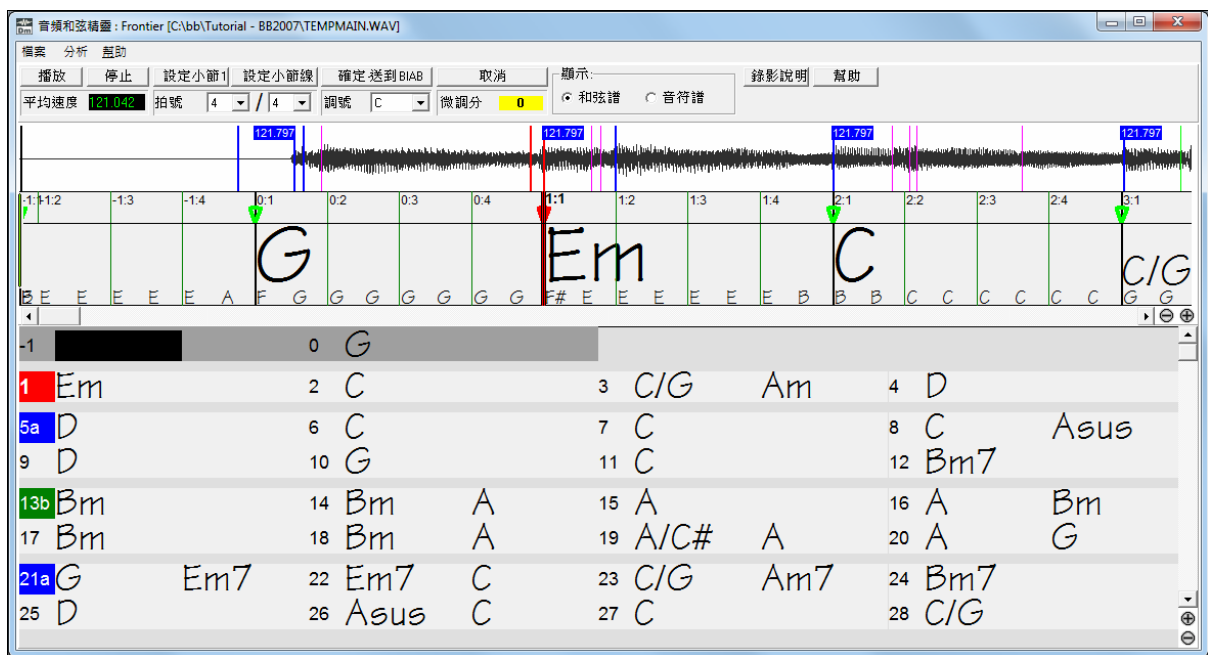 音頻和弦精靈 : Frontier [C:\bb\Tutorial - BB2007\TEMPMAIN.WAV]
檔案 分析 幫助
播放 停止 設定小節1 設定小節線 確定-送到BIAB 取消 顯示: 錄影說明 幫助
平均速度 121.042 拍號 4 / 4 調號 C 微調分 0 和弦譜 音符譜
121.797 121.797 121.797 121.797
-1:1 -1:2 -1:3 -1:4 0:1 0:2 0:3 0:4 1:1 1:2 1:3 1:4 2:1 2:2 2:3 2:4 3:1
G Em C C/G
E E E E E A F G G G G G G G F# E E E E E E B B B C C C C C C G G
-1 0 G
1 Em 2 C 3 C/G Am 4 D
5a D 6 C 7 C 8 C Asus
9 D 10 G 11 C 12 Bm7
13b Bm 14 Bm A 15 A 16 A Bm
17 Bm 18 Bm A 19 A/C# A 20 A G
21a G Em7 22 Em7 C 23 C/G Am7 24 Bm7
25 D 26 Asus C 27 C 28 C/G